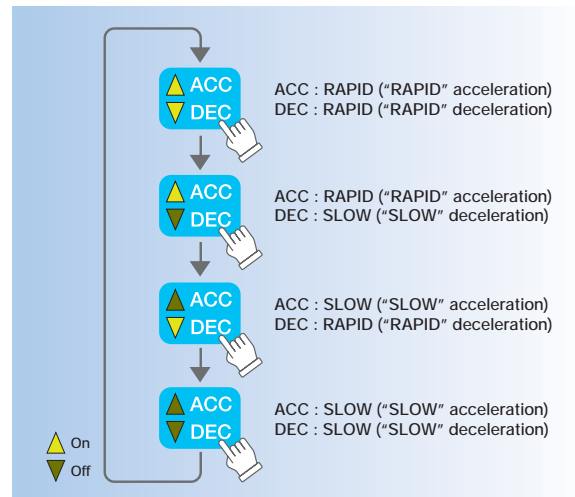 ACC
DEC
ACC : RAPID (“RAPID” acceleration)
DEC : RAPID (“RAPID” deceleration)
ACC
DEC
ACC : RAPID (“RAPID” acceleration)
DEC : SLOW (“SLOW” deceleration)
ACC
DEC
ACC : SLOW (“SLOW” acceleration)
DEC : RAPID (“RAPID” deceleration)
ACC
DEC
ACC : SLOW (“SLOW” acceleration)
DEC : SLOW (“SLOW” deceleration)
On
Off